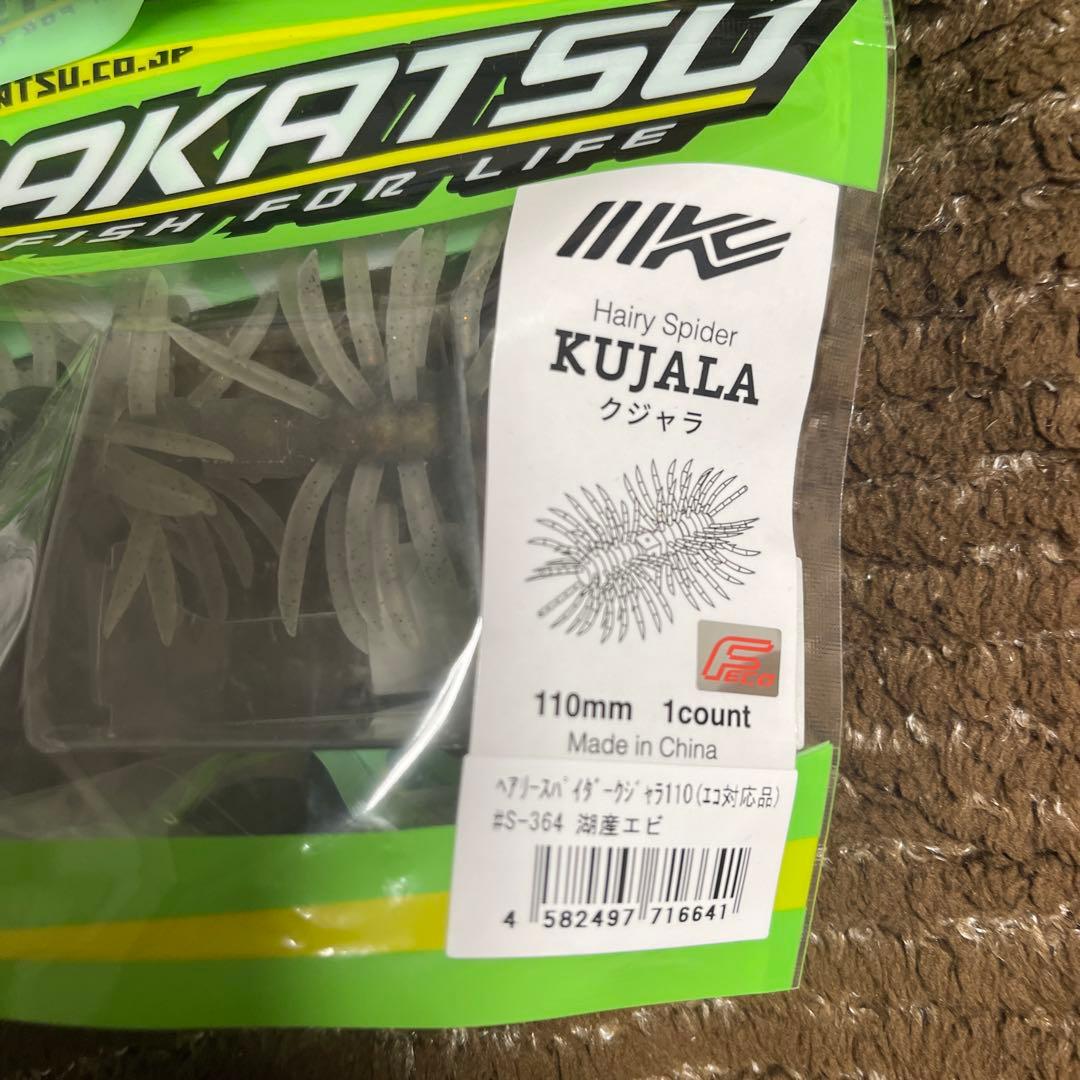 ATSU.CO.JP
AKATSU
FISH FOR LIFE
IKC
Hairy Spider
KUJALA
クジャラ
FECO
110mm 1count
Made in China
ﾍｱﾘｰｽﾊﾟｲﾀﾞｰｸｼﾞｬﾗ110(ｴｺ対応品)
#S-364 湖産エビ
4 582497 716641